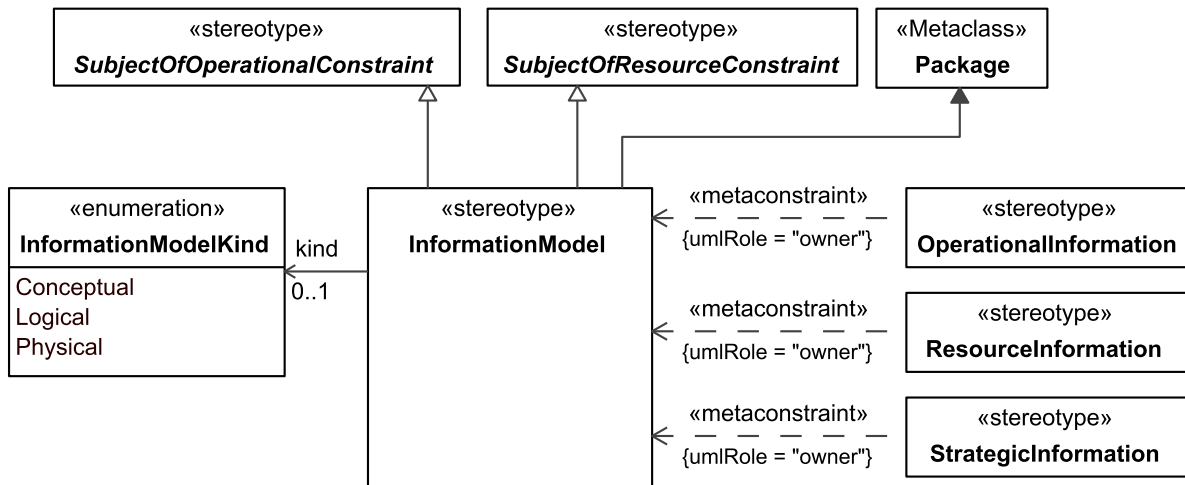 «stereotype»
SubjectOfOperationalConstraint
«stereotype»
SubjectOfResourceConstraint
«Metaclass»
Package
«enumeration»
InformationModelKind
Conceptual
Logical
Physical
kind
0..1
«stereotype»
InformationModel
«metaconstraint»
{umlRole = "owner"}
«stereotype»
OperationalInformation
«metaconstraint»
{umlRole = "owner"}
«stereotype»
ResourceInformation
«metaconstraint»
{umlRole = "owner"}
«stereotype»
StrategicInformation